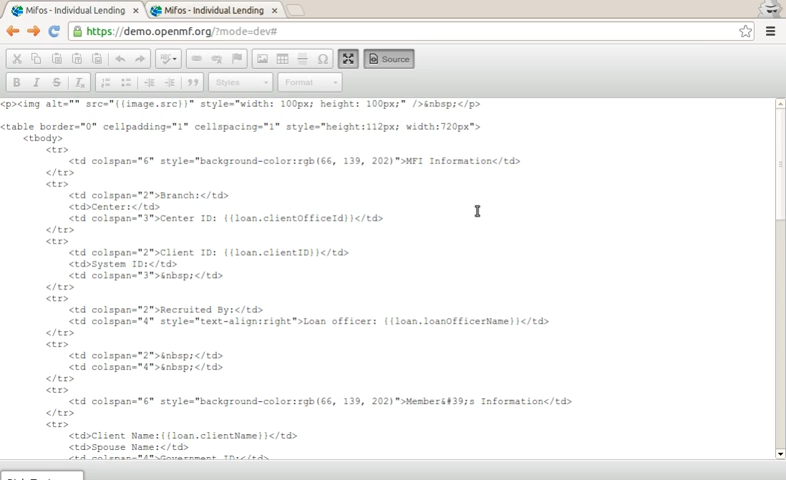 Mifos - Individual Lending
Mifos - Individual Lending
https://demo.openmf.org/?mode=dev#
Source
B I S Tx Styles Format
<p><img alt="" src="{{image.src}}" style="width: 100px; height: 100px;" />&nbsp;</p>
<table border="0" cellpadding="1" cellspacing="1" style="height:112px; width:720px">
<tbody>
<tr>
<td colspan="6" style="background-color:rgb(66, 139, 202)">MFI Information</td>
</tr>
<tr>
<td colspan="2">Branch:</td>
<td>Center:</td>
<td colspan="3">Center ID: {{loan.clientOfficeId}}</td>
</tr>
<tr>
<td colspan="2">Client ID: {{loan.clientID}}</td>
<td>System ID:</td>
<td colspan="3">&nbsp;</td>
</tr>
<tr>
<td colspan="2">Recruited By:</td>
<td colspan="4" style="text-align:right">Loan officer: {{loan.loanOfficerName}}</td>
</tr>
<tr>
<td colspan="2">&nbsp;</td>
<td colspan="4">&nbsp;</td>
</tr>
<tr>
<td colspan="6" style="background-color:rgb(66, 139, 202)">Member&#39;s Information</td>
</tr>
<tr>
<td>Client Name:{{loan.clientName}}</td>
<td>Spouse Name:</td>
<td colspan="4">Government ID:</td>